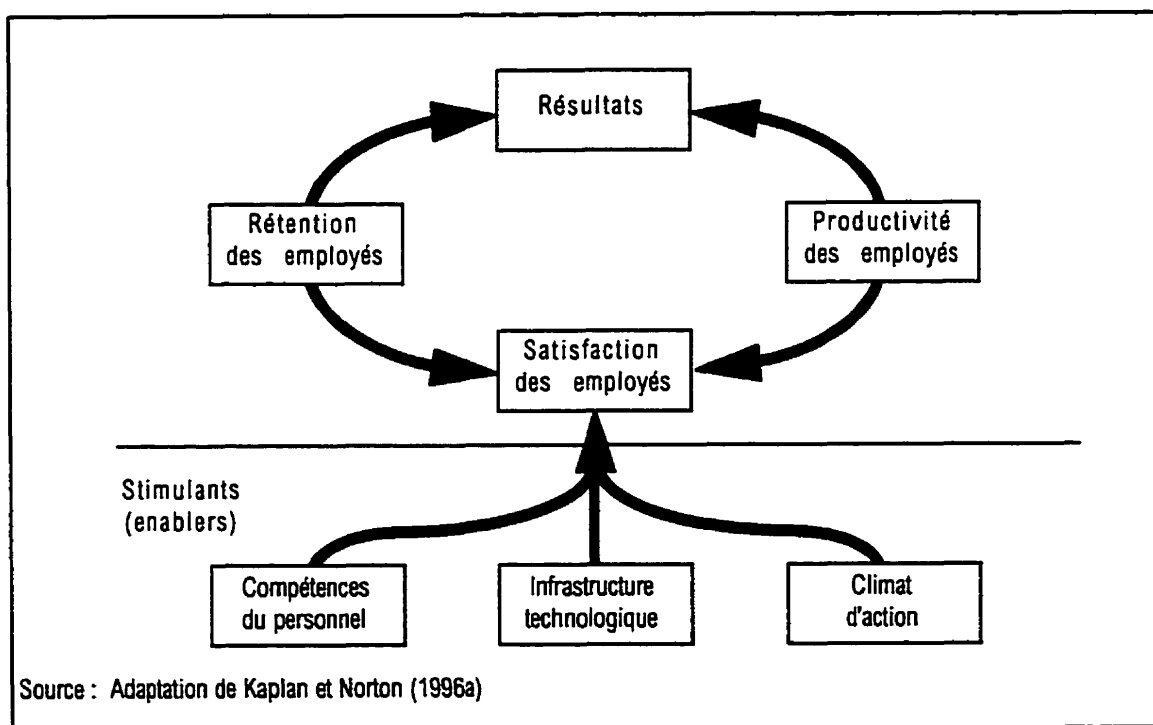 Résultats
Rétention
des employés
Productivité
des employés
Satisfaction
des employés
Stimulants
(enablers)
Compétences
du personnel
Infrastructure
technologique
Climat
d'action
Source : Adaptation de Kaplan et Norton (1996a)